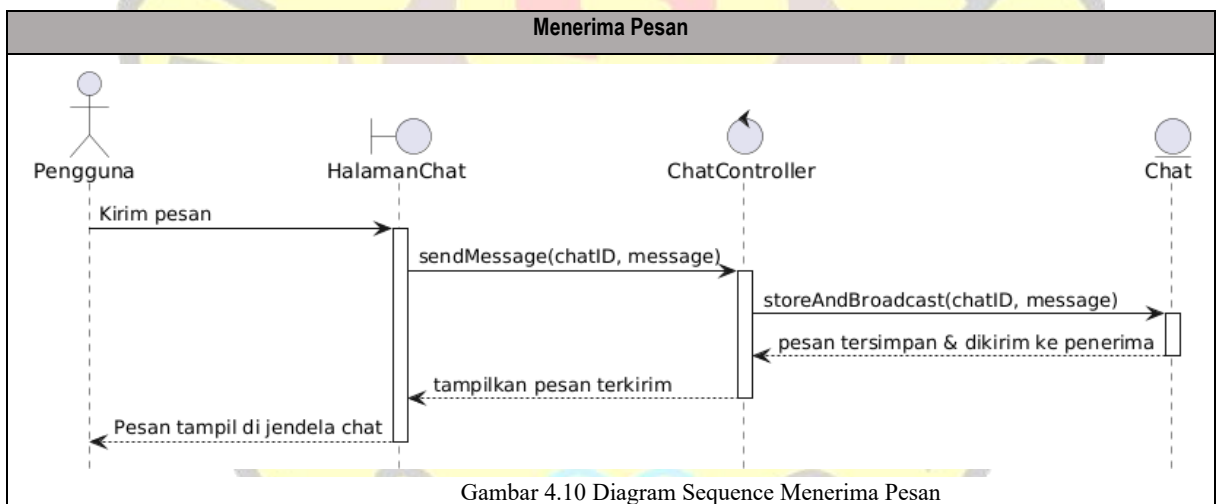 Menerima Pesan
Pengguna
HalamanChat
ChatController
Chat
Kirim pesan
sendMessage(chatID, message)
storeAndBroadcast(chatID, message)
pesan tersimpan & dikirim ke penerima
tampilkan pesan terkirim
Pesan tampil di jendela chat
Gambar 4.10 Diagram Sequence Menerima Pesan